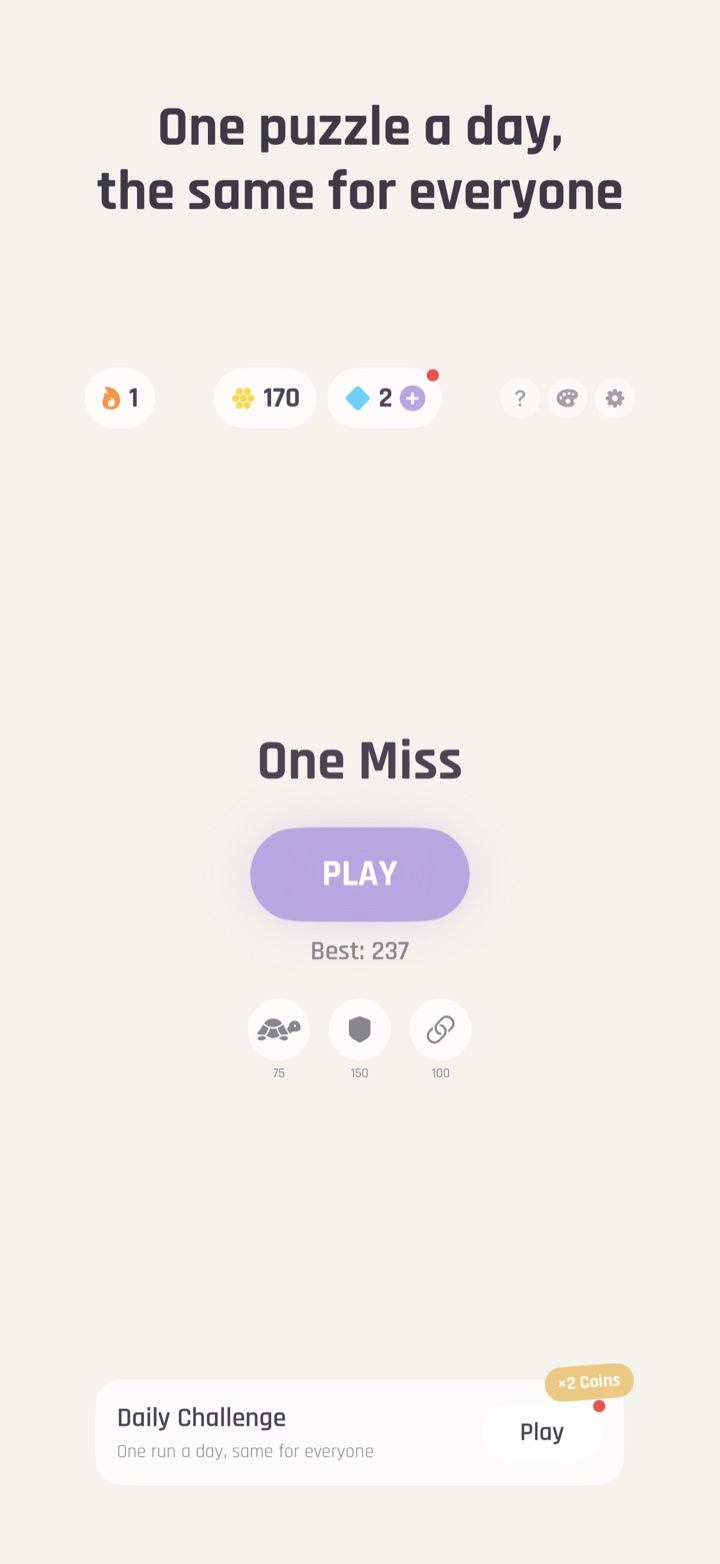 One puzzle a day,
the same for everyone
1
170
2 +
?
One Miss
PLAY
Best: 237
75
150
100
×2 Coins
Daily Challenge
Play
One run a day, same for everyone